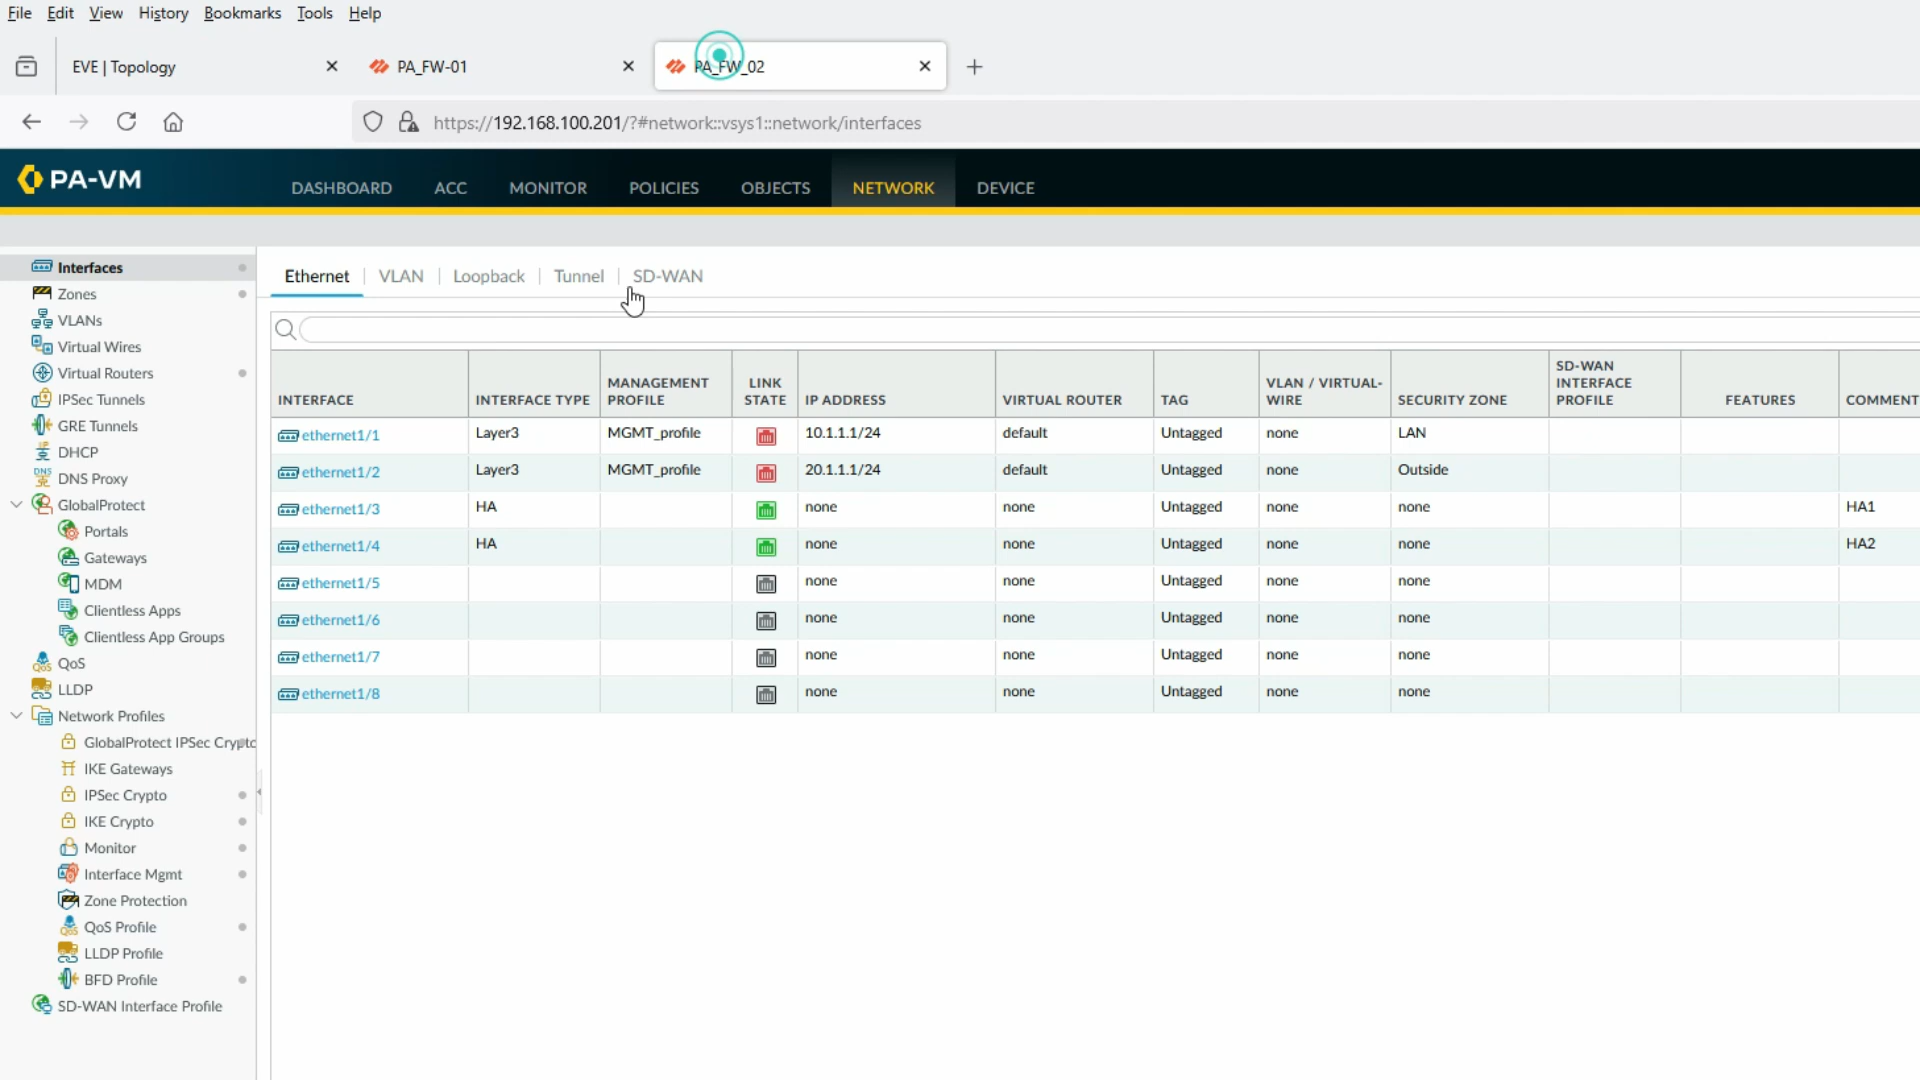 File Edit View History Bookmarks Tools Help
EVE | Topology PA_FW-01 PA_FW_02
https://192.168.100.201/?#network::vsys1::network/interfaces
PA-VM DASHBOARD ACC MONITOR POLICIES OBJECTS NETWORK DEVICE
Interfaces
Zones
VLANs
Virtual Wires
Virtual Routers
IPSec Tunnels
GRE Tunnels
DHCP
DNS DNS Proxy
GlobalProtect
Portals
Gateways
MDM
Clientless Apps
Clientless App Groups
QoS QoS
LLDP
Network Profiles
GlobalProtect IPSec Crypto
IKE Gateways
IPSec Crypto
IKE Crypto
Monitor
Interface Mgmt
Zone Protection
QoS QoS Profile
LLDP Profile
BFD Profile
SD-WAN Interface Profile
Ethernet VLAN Loopback Tunnel SD-WAN
INTERFACE INTERFACE TYPE MANAGEMENT PROFILE LINK STATE IP ADDRESS VIRTUAL ROUTER TAG VLAN / VIRTUAL-WIRE SECURITY ZONE SD-WAN INTERFACE PROFILE FEATURES COMMENT
ethernet1/1 Layer3 MGMT_profile 10.1.1.1/24 default Untagged none LAN
ethernet1/2 Layer3 MGMT_profile 20.1.1.1/24 default Untagged none Outside
ethernet1/3 HA none none Untagged none none HA1
ethernet1/4 HA none none Untagged none none HA2
ethernet1/5 none none Untagged none none
ethernet1/6 none none Untagged none none
ethernet1/7 none none Untagged none none
ethernet1/8 none none Untagged none none